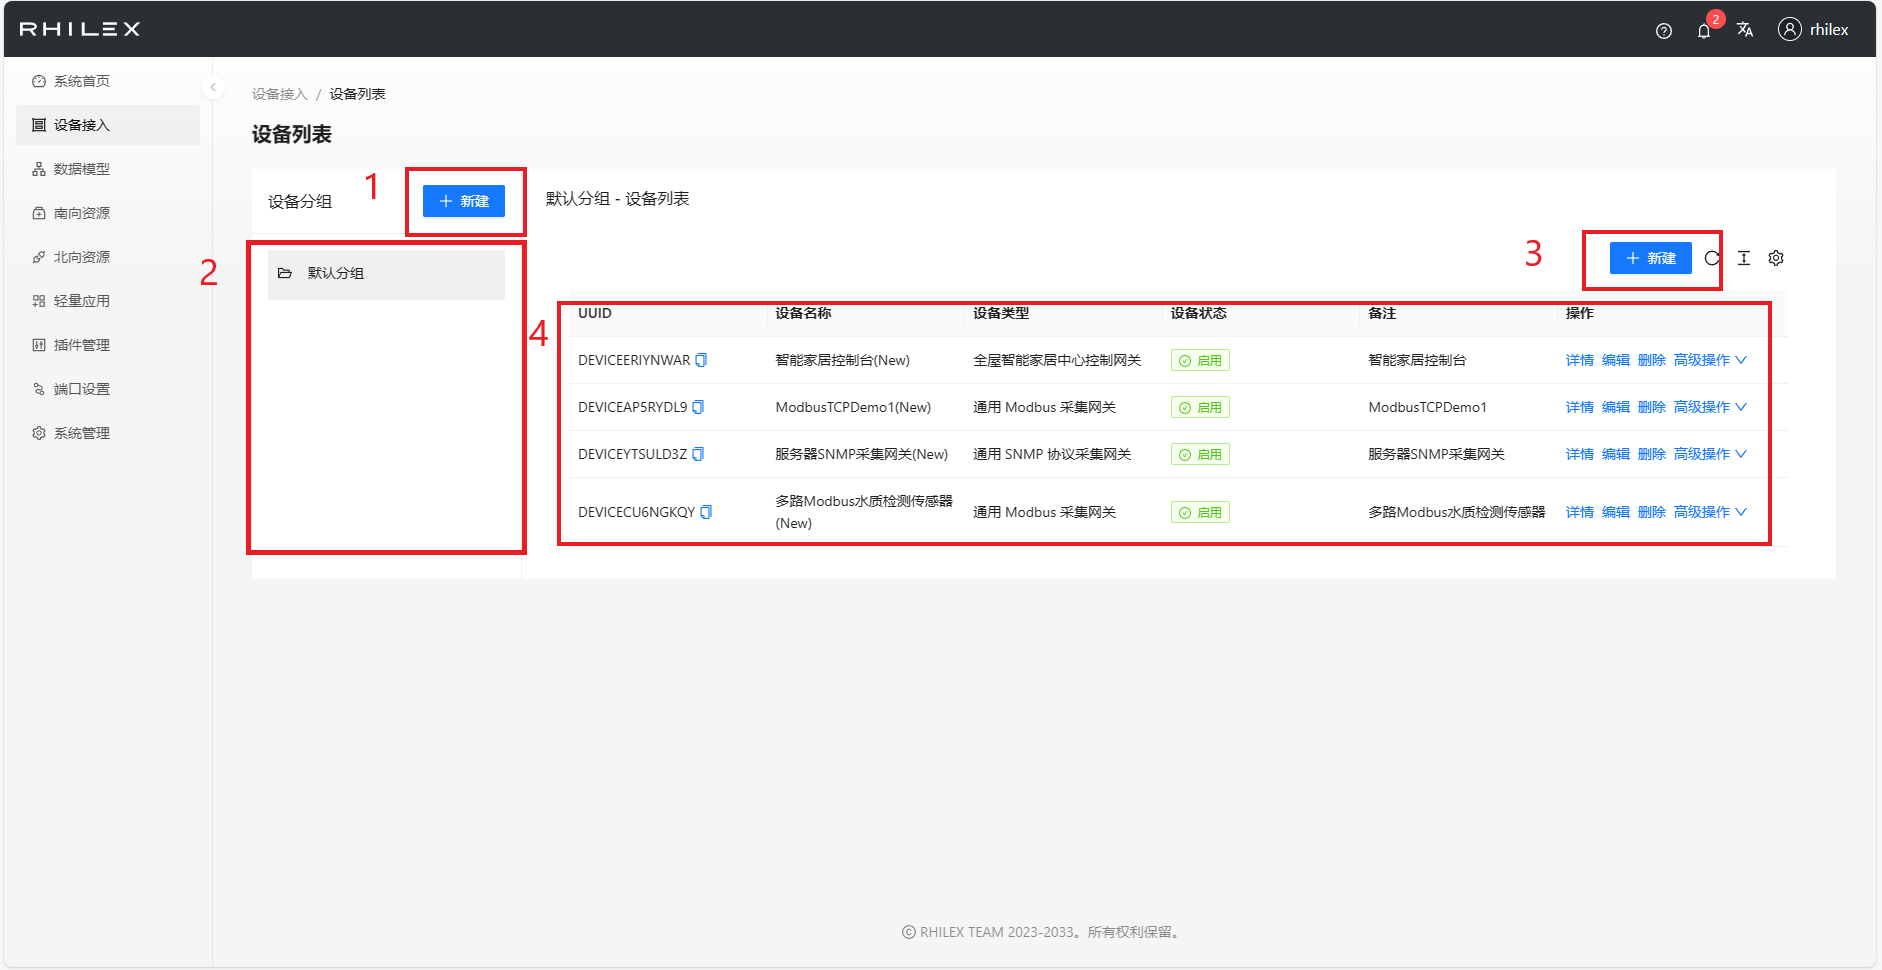 RHILEX
2
rhilex
系统首页
设备接入
数据模型
南向资源
北向资源
轻量应用
插件管理
端口设置
系统管理
设备接入 / 设备列表
设备列表
设备分组
1
新建
2
默认分组
默认分组 - 设备列表
3
新建
4
UUID 设备名称 设备类型 设备状态 备注 操作
DEVICEERIYNWAR 智能家居控制台(New) 全屋智能家居中心控制网关 启用 智能家居控制台 详情 编辑 删除 高级操作
DEVICEAP5RYDL9 ModbusTCPDemo1(New) 通用 Modbus 采集网关 启用 ModbusTCPDemo1 详情 编辑 删除 高级操作
DEVICEYTSULD3Z 服务器SNMP采集网关(New) 通用 SNMP 协议采集网关 启用 服务器SNMP采集网关 详情 编辑 删除 高级操作
DEVICECU6NGKQY 多路Modbus水质检测传感器 通用 Modbus 采集网关 启用 多路Modbus水质检测传感器 详情 编辑 删除 高级操作
(New)
© RHILEX TEAM 2023-2033。所有权利保留。